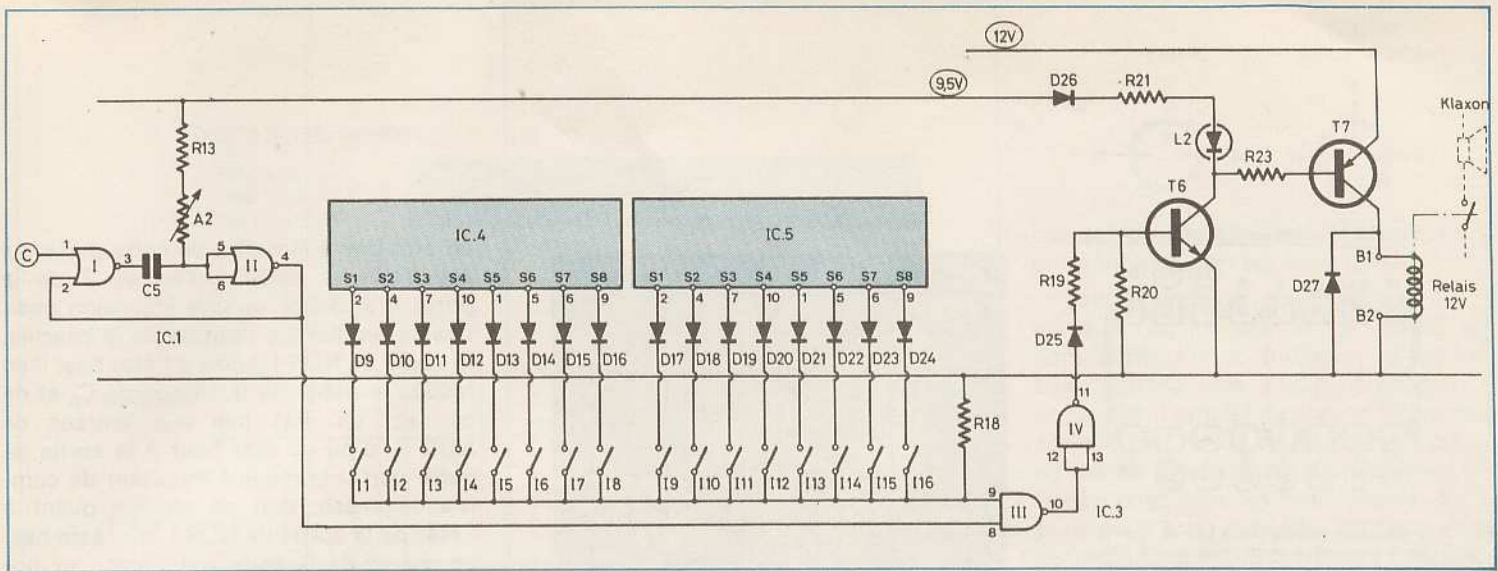 12V
9,5V
D26
R21
Klaxon
L2
T7
R23
T6
R13
A2
C
1
2
I
3
C5
5
6
II
4
IC.1
IC.4
IC.5
S1 S2 S3 S4 S5 S6 S7 S8
2 4 7 10 1 5 6 9
S1 S2 S3 S4 S5 S6 S7 S8
2 4 7 10 1 5 6 9
D9 D10 D11 D12 D13 D14 D15 D16
D17 D18 D19 D20 D21 D22 D23 D24
R19
R20
D25
D27
B1
B2
Relais
12V
R18
I1 I2 I3 I4 I5 I6 I7 I8
I9 I10 I11 I12 I13 I14 I15 I16
11
IV
12 13
9
III
10
8
IC.3